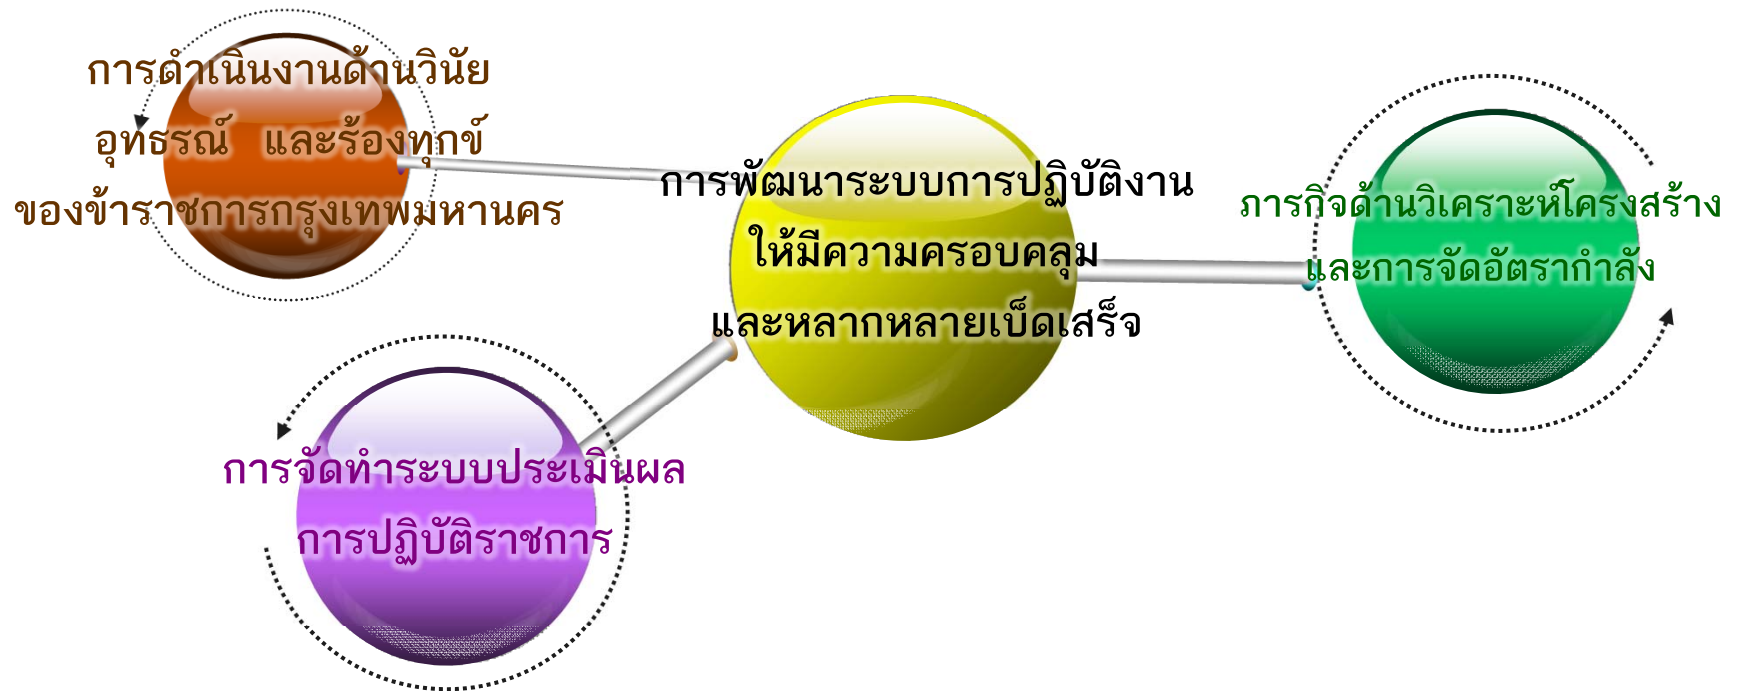 การดำเนินงานด้านวินัย
อุทธรณ์ และร้องทุกข์
ของข้าราชการกรุงเทพมหานคร
การพัฒนาระบบการปฏิบัติงาน
ให้มีความครอบคลุม
และหลากหลายเบ็ดเสร็จ
ภารกิจด้านวิเคราะห์โครงสร้าง
และการจัดอัตรากำลัง
การจัดทำระบบประเมินผล
การปฏิบัติราชการ